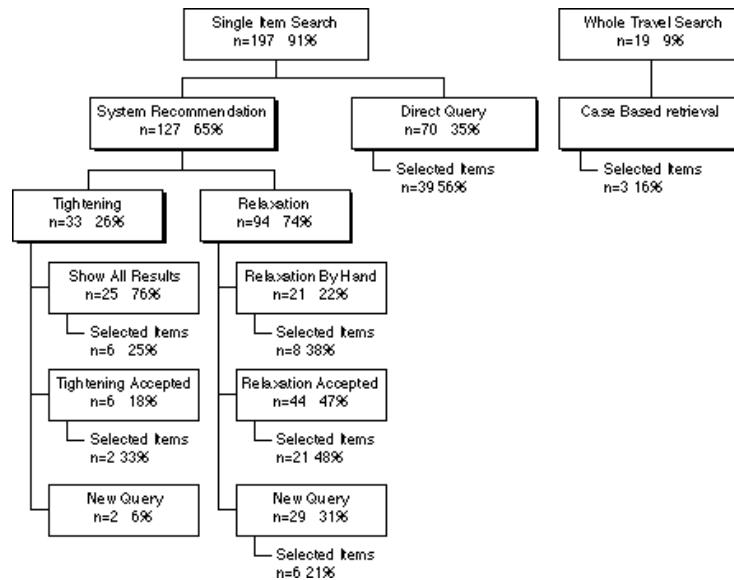 Single Item Search
n=197 91%
Whole Travel Search
n=19 9%
System Recommendation
n=127 65%
Direct Query
n=70 35%
Case Based retrieval
Selected Items
n=39 56%
Selected Items
n=3 16%
Tightening
n=33 26%
Relaxation
n=94 74%
Show All Results
n=25 76%
Relaxation By Hand
n=21 22%
Selected Items
n=6 25%
Selected Items
n=8 38%
Tightening Accepted
n=6 18%
Relaxation Accepted
n=44 47%
Selected Items
n=2 33%
Selected Items
n=21 48%
New Query
n=2 6%
New Query
n=29 31%
Selected Items
n=6 21%